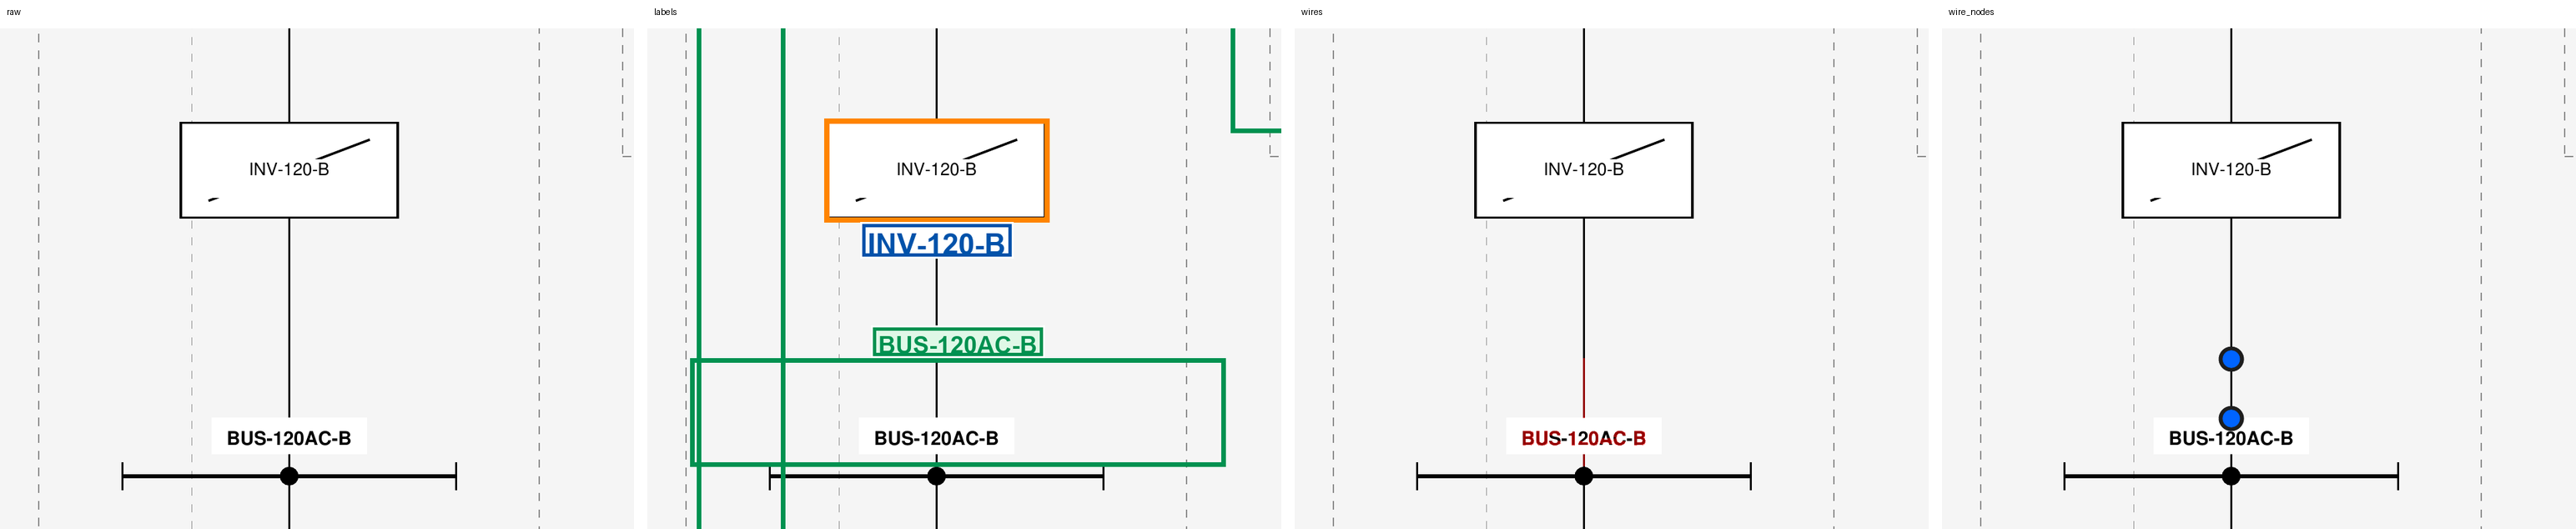 raw
labels
wires
wire_nodes
INV-120-B
INV-120-B
INV-120-B
INV-120-B
INV-120-B
BUS-120AC-B
BUS-120AC-B
BUS-120AC-B
BUS-120AC-B
BUS-120AC-B